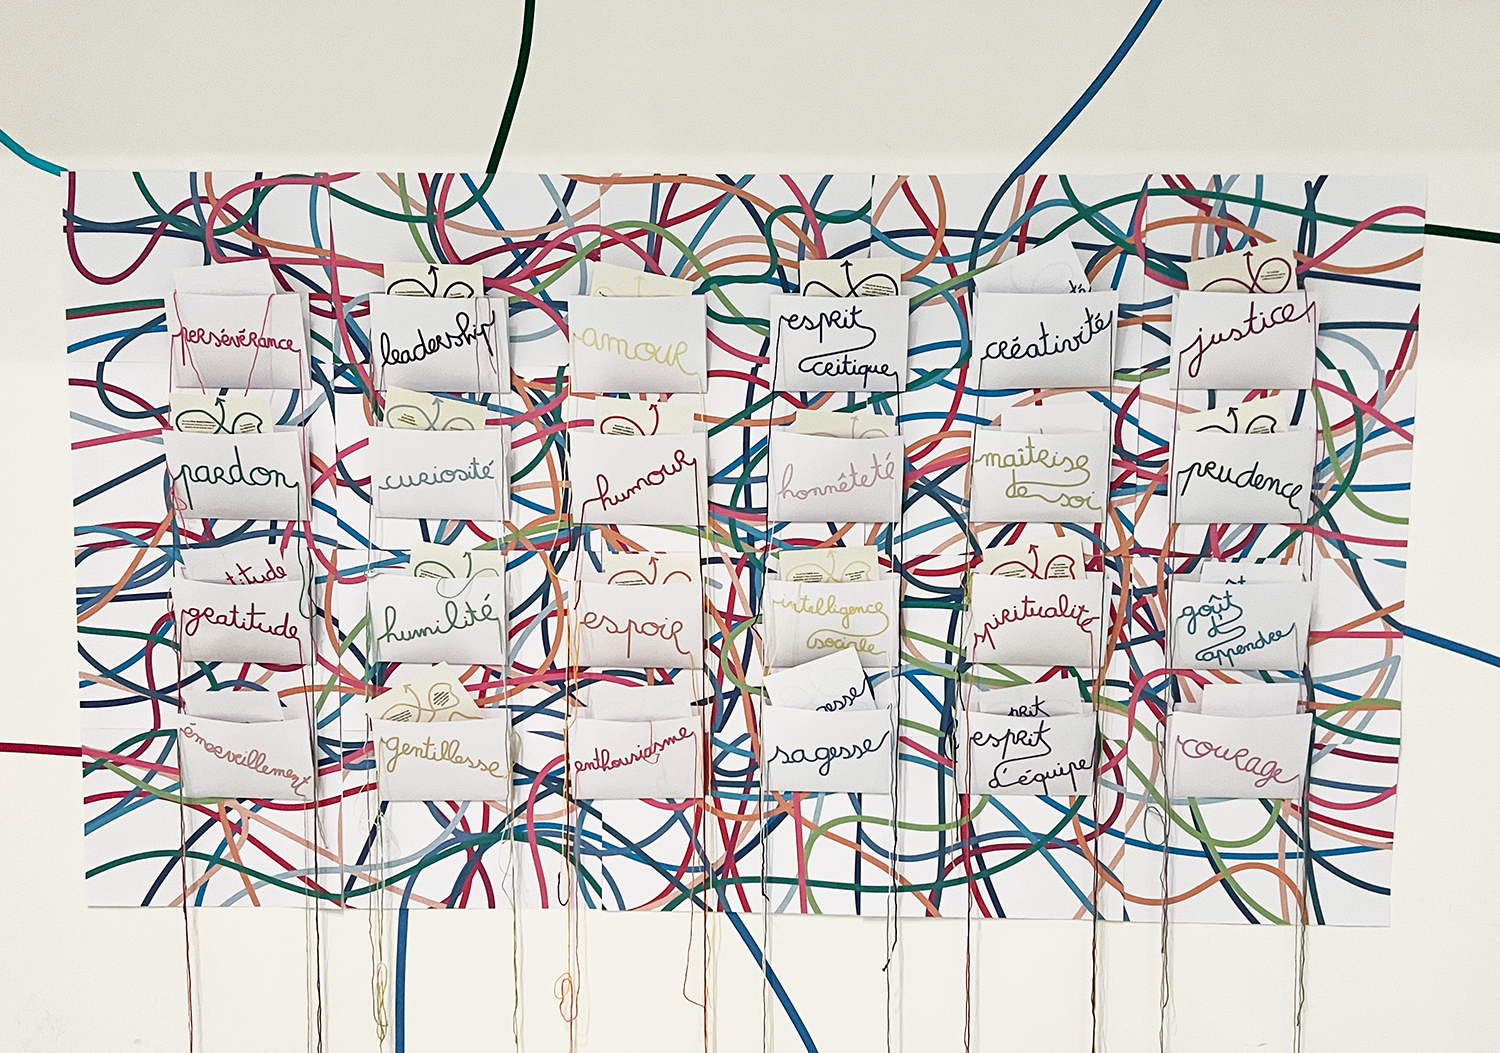 persévérance
leadership
amour
esprit
critique
créativité
justice
pardon
curiosité
humour
honnêteté
maîtrise
de soi
prudence
titude
gratitude
humilité
espoir
intelligence
sociale
spiritualité
goût
d'
apprendre
émerveillement
gentillesse
enthousiasme
esse
sagesse
prit
esprit
d'équipe
courage